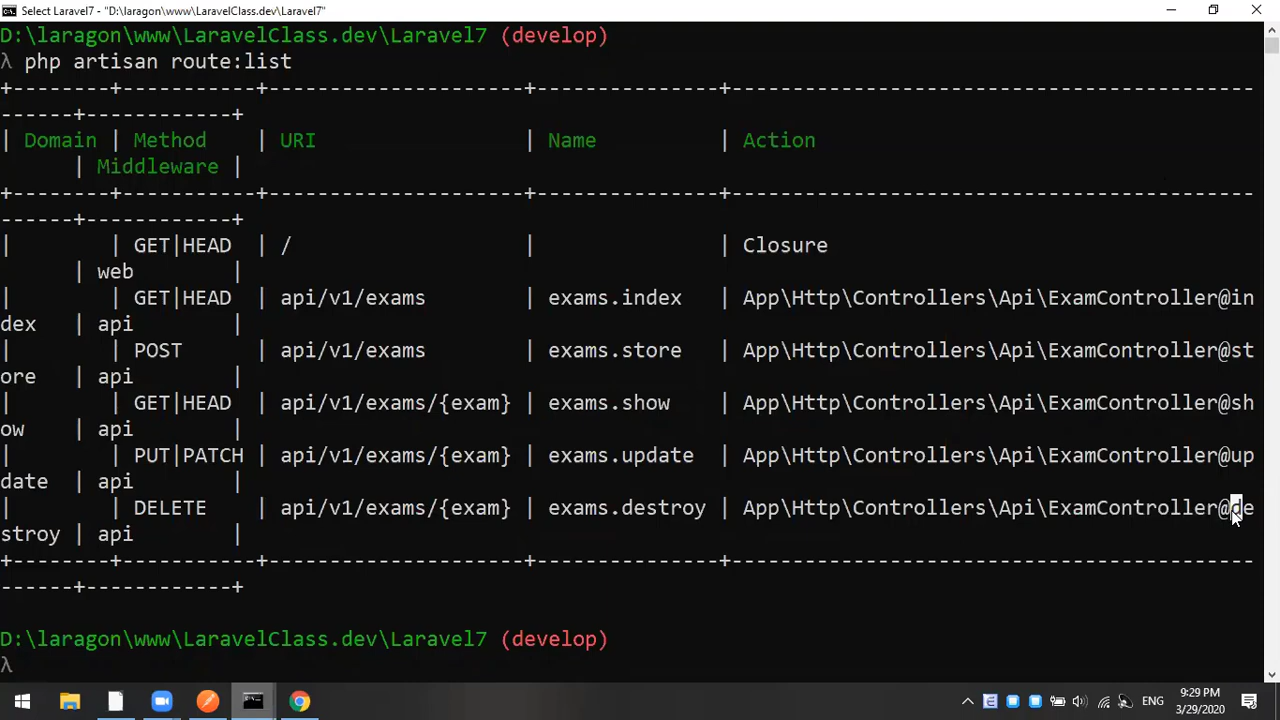 Select Laravel7 - "D:\laragon\www\LaravelClass.dev\Laravel7"
D:\laragon\www\LaravelClass.dev\Laravel7 (develop)
λ php artisan route:list
+--------+-----------+----------------------+---------------+-------------------------------------------
------+------------+
| Domain | Method    | URI                  | Name          | Action
      | Middleware |
+--------+-----------+----------------------+---------------+-------------------------------------------
------+------------+
|        | GET|HEAD  | /                    |               | Closure
      | web        |
|        | GET|HEAD  | api/v1/exams         | exams.index   | App\Http\Controllers\Api\ExamController@in
dex   | api        |
|        | POST      | api/v1/exams         | exams.store   | App\Http\Controllers\Api\ExamController@st
ore   | api        |
|        | GET|HEAD  | api/v1/exams/{exam}  | exams.show    | App\Http\Controllers\Api\ExamController@sh
ow    | api        |
|        | PUT|PATCH | api/v1/exams/{exam}  | exams.update  | App\Http\Controllers\Api\ExamController@up
date  | api        |
|        | DELETE    | api/v1/exams/{exam}  | exams.destroy | App\Http\Controllers\Api\ExamController@de
stroy | api        |
+--------+-----------+----------------------+---------------+-------------------------------------------
------+------------+
D:\laragon\www\LaravelClass.dev\Laravel7 (develop)
λ
ENG
9:29 PM
3/29/2020